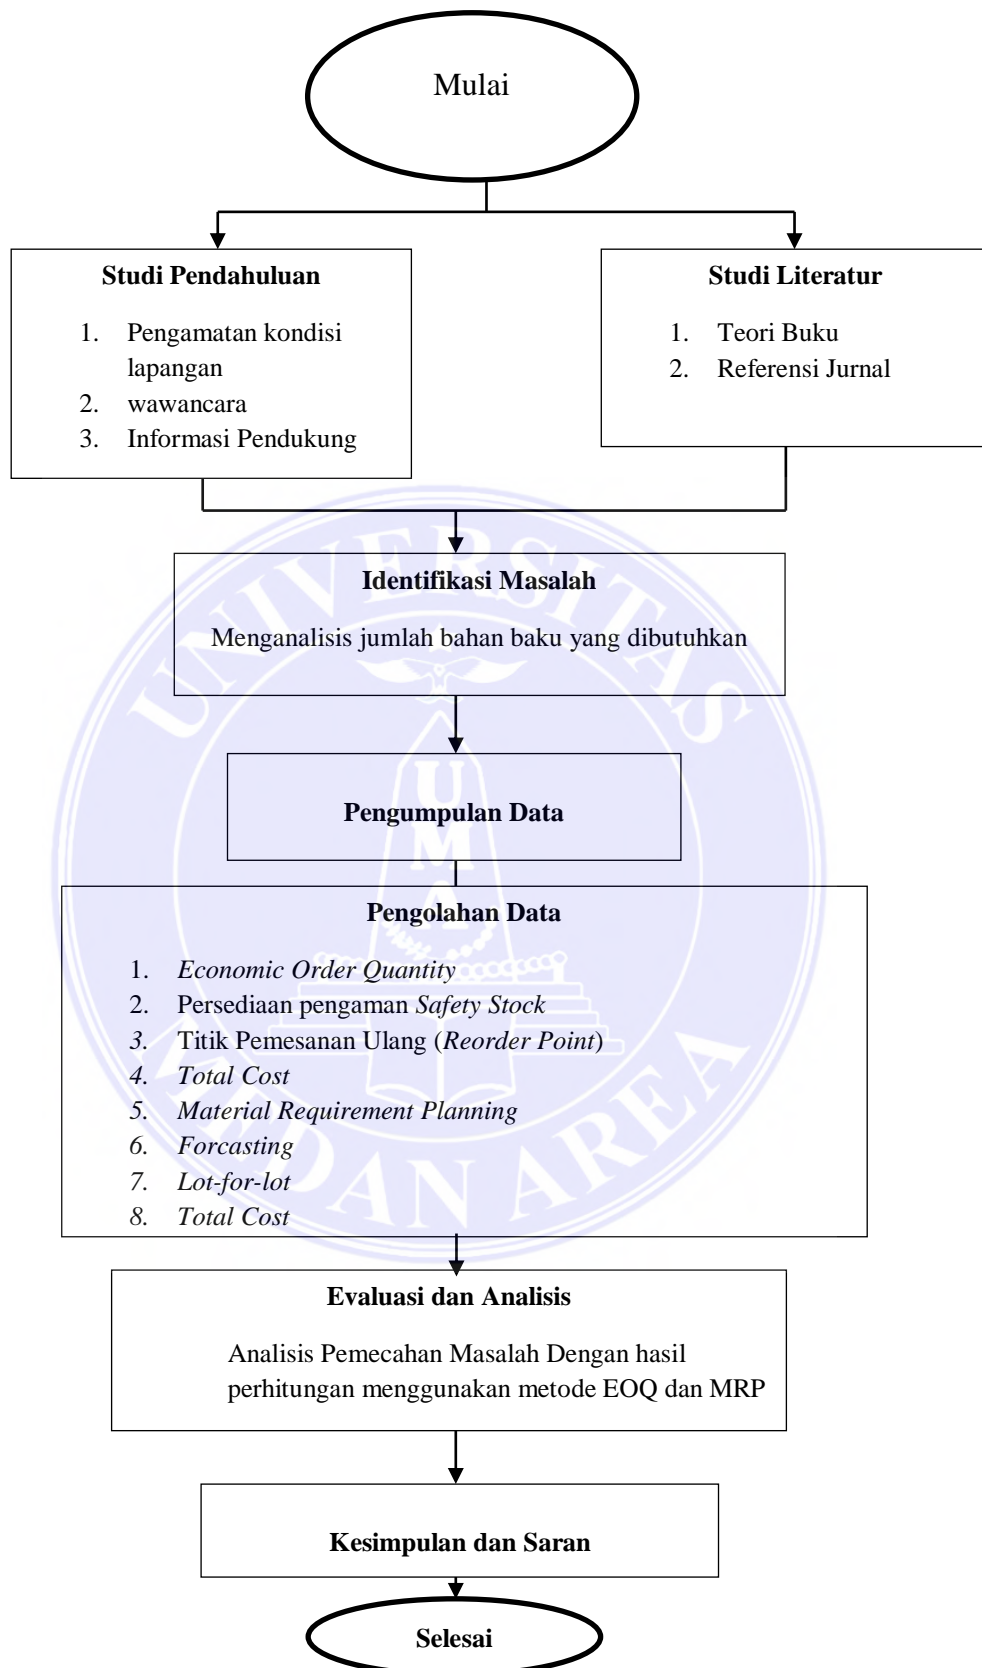 Mulai
Studi Pendahuluan
1. Pengamatan kondisi
lapangan
2. wawancara
3. Informasi Pendukung
Studi Literatur
1. Teori Buku
2. Referensi Jurnal
Identifikasi Masalah
Menganalisis jumlah bahan baku yang dibutuhkan
Pengumpulan Data
Pengolahan Data
1. Economic Order Quantity
2. Persediaan pengaman Safety Stock
3. Titik Pemesanan Ulang (Reorder Point)
4. Total Cost
5. Material Requirement Planning
6. Forcasting
7. Lot-for-lot
8. Total Cost
Evaluasi dan Analisis
Analisis Pemecahan Masalah Dengan hasil
perhitungan menggunakan metode EOQ dan MRP
Kesimpulan dan Saran
Selesai
UNIVERSITAS
MEDAN AREA
UMA